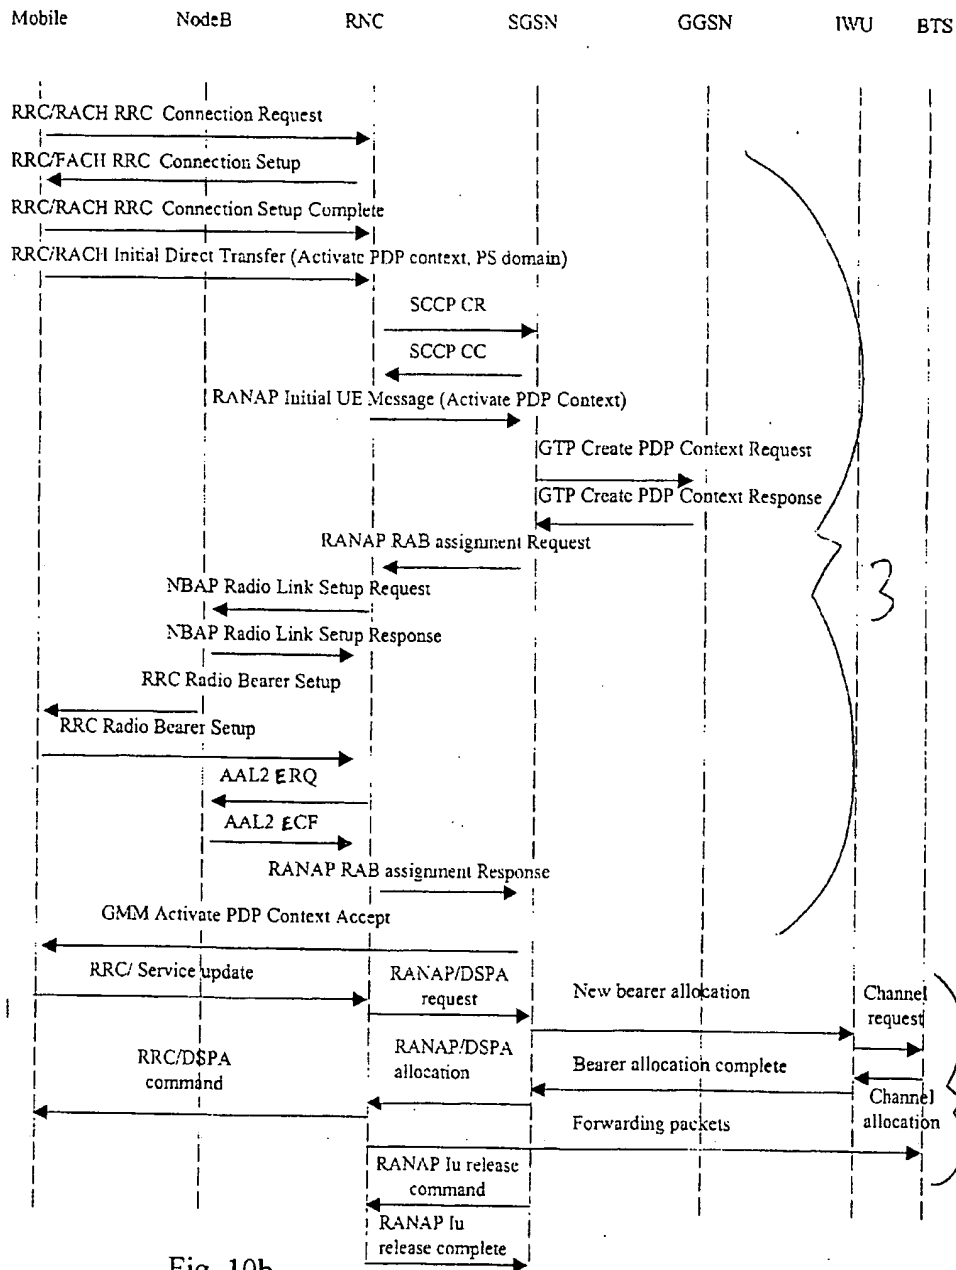 Mobile NodeB RNC SGSN GGSN IWU BTS
RRC/RACH RRC Connection Request
RRC/FACH RRC Connection Setup
RRC/RACH RRC Connection Setup Complete
RRC/RACH Initial Direct Transfer (Activate PDP context, PS domain)
SCCP CR
SCCP CC
RANAP Initial UE Message (Activate PDP Context)
GTP Create PDP Context Request
GTP Create PDP Context Response
RANAP RAB assignment Request
3
NBAP Radio Link Setup Request
NBAP Radio Link Setup Response
RRC Radio Bearer Setup
RRC Radio Bearer Setup
AAL2 ERQ
AAL2 ECF
RANAP RAB assignment Response
GMM Activate PDP Context Accept
RRC/ Service update
RANAP/DSPA
request
New bearer allocation
Channel
request
RRC/DSPA
command
RANAP/DSPA
allocation
Bearer allocation complete
Channel
allocation
Forwarding packets
RANAP Iu release
command
RANAP Iu
release complete
Fig. 10b